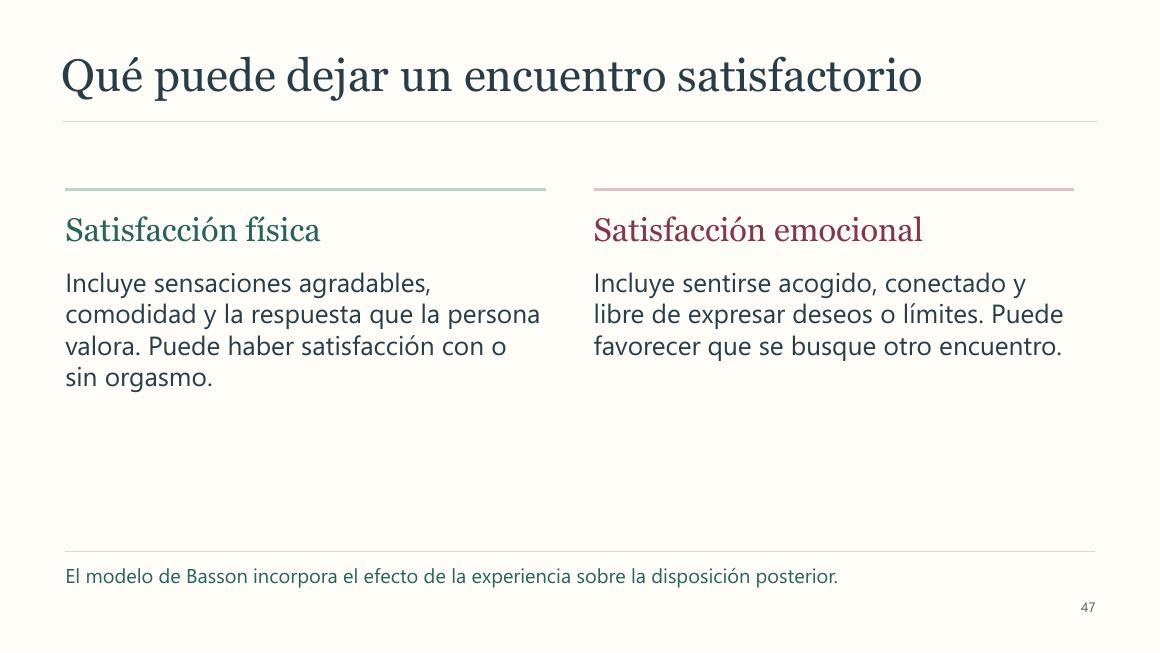 Qué puede dejar un encuentro satisfactorio
Satisfacción física
Incluye sensaciones agradables,
comodidad y la respuesta que la persona
valora. Puede haber satisfacción con o
sin orgasmo.
Satisfacción emocional
Incluye sentirse acogido, conectado y
libre de expresar deseos o límites. Puede
favorecer que se busque otro encuentro.
El modelo de Basson incorpora el efecto de la experiencia sobre la disposición posterior.
47